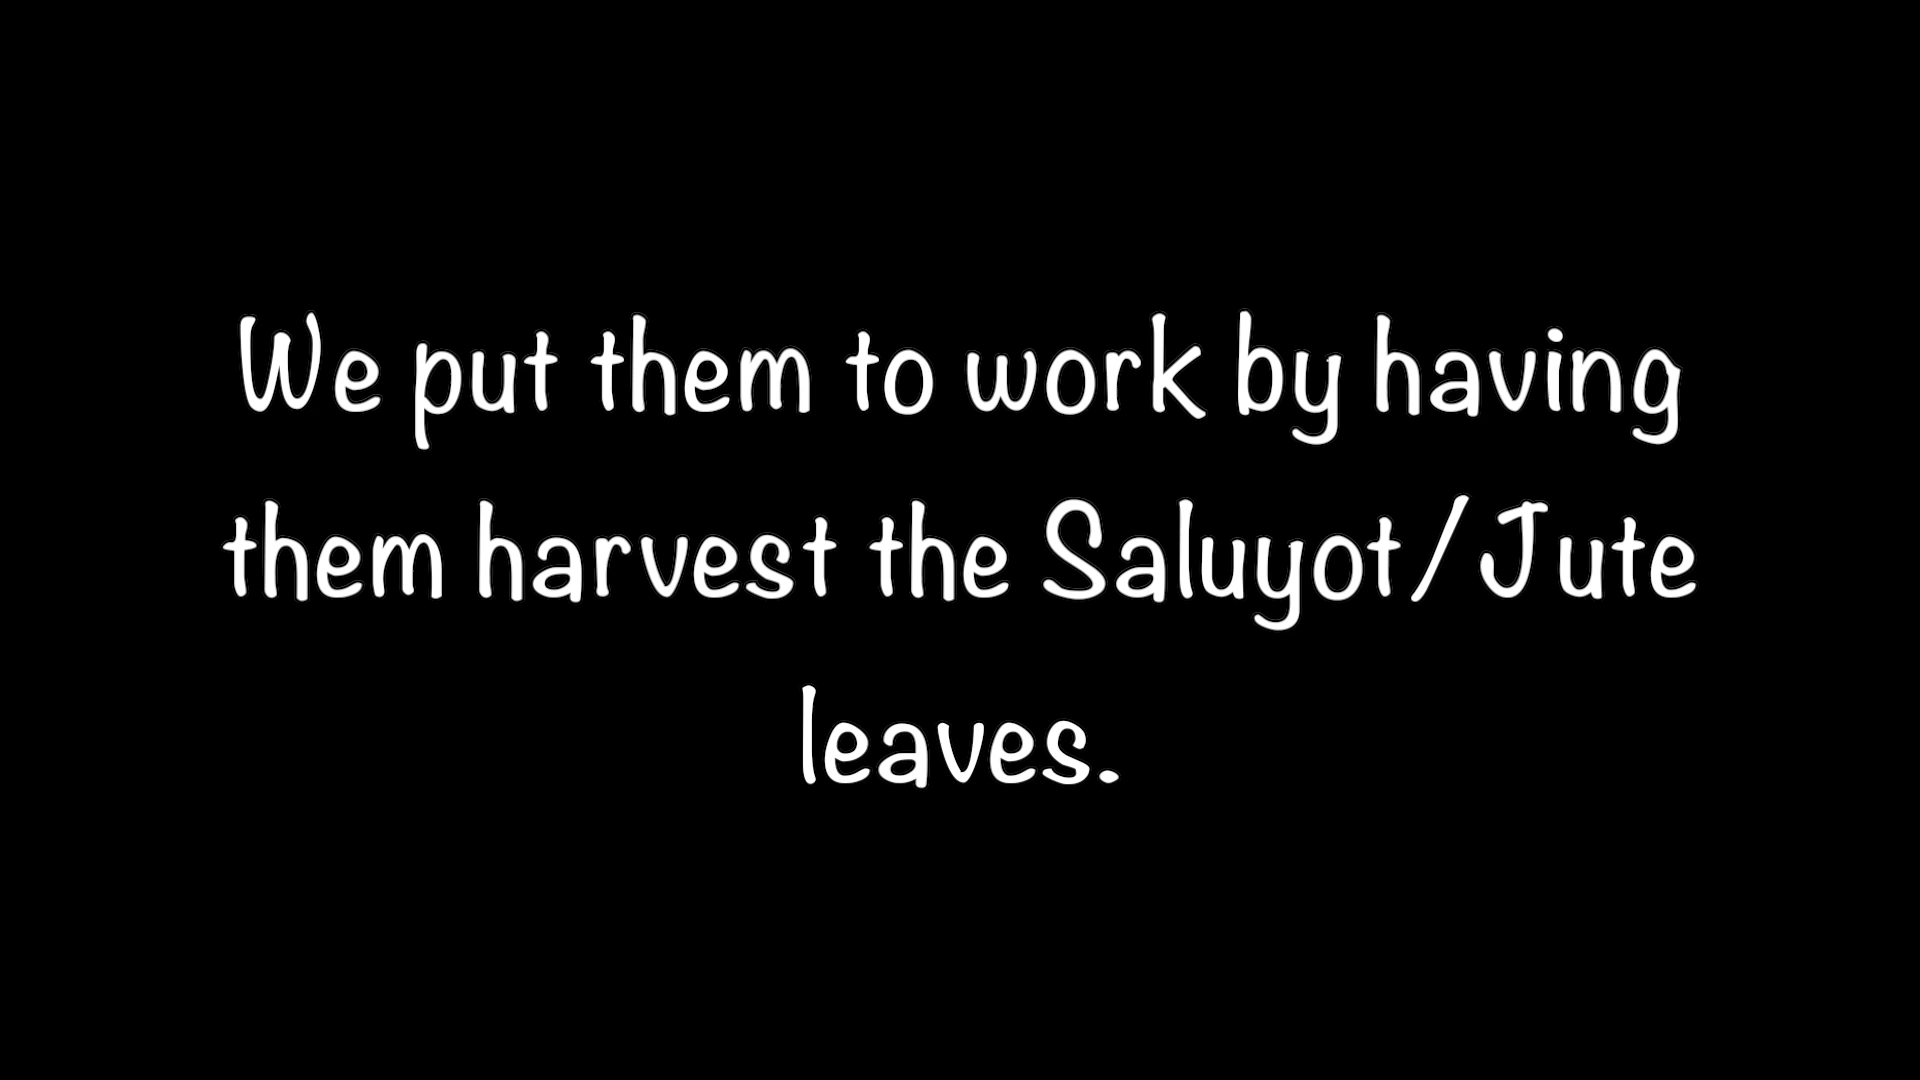 We put them to work by having
them harvest the Saluyot/Jute
leaves.